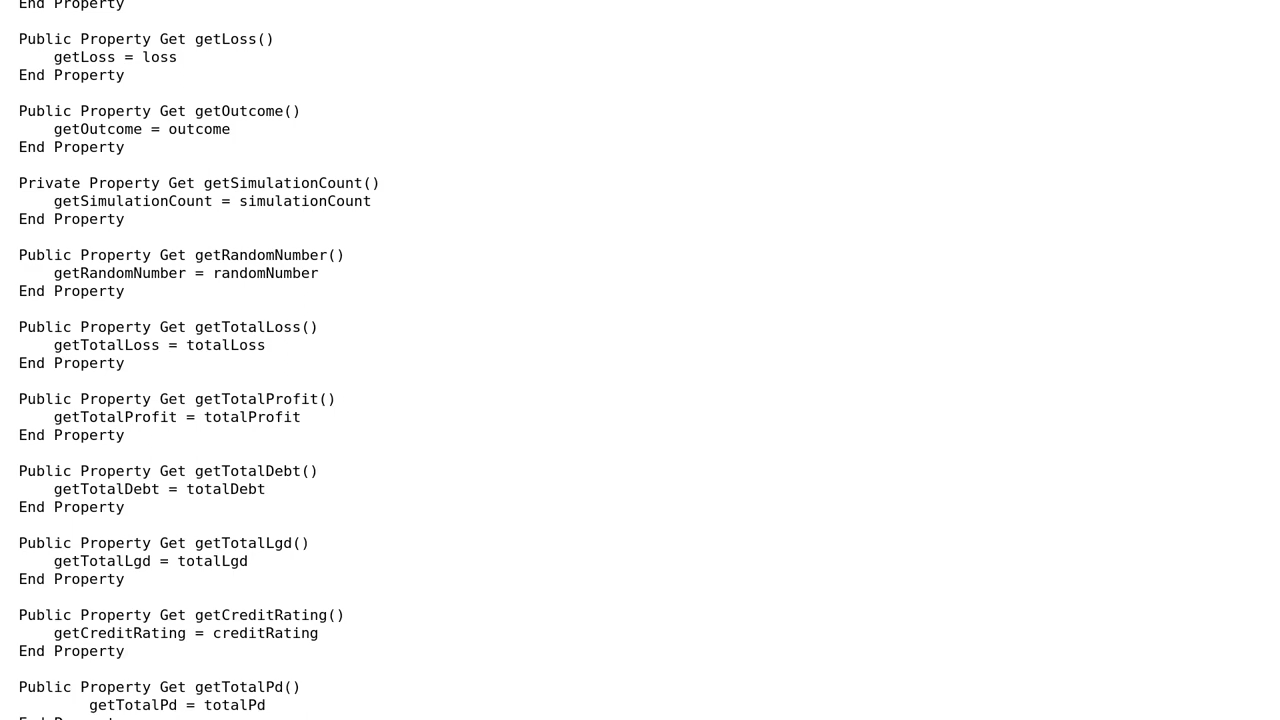 End Property

Public Property Get getLoss()
    getLoss = loss
End Property

Public Property Get getOutcome()
    getOutcome = outcome
End Property

Private Property Get getSimulationCount()
    getSimulationCount = simulationCount
End Property

Public Property Get getRandomNumber()
    getRandomNumber = randomNumber
End Property

Public Property Get getTotalLoss()
    getTotalLoss = totalLoss
End Property

Public Property Get getTotalProfit()
    getTotalProfit = totalProfit
End Property

Public Property Get getTotalDebt()
    getTotalDebt = totalDebt
End Property

Public Property Get getTotalLgd()
    getTotalLgd = totalLgd
End Property

Public Property Get getCreditRating()
    getCreditRating = creditRating
End Property

Public Property Get getTotalPd()
        getTotalPd = totalPd
End Property